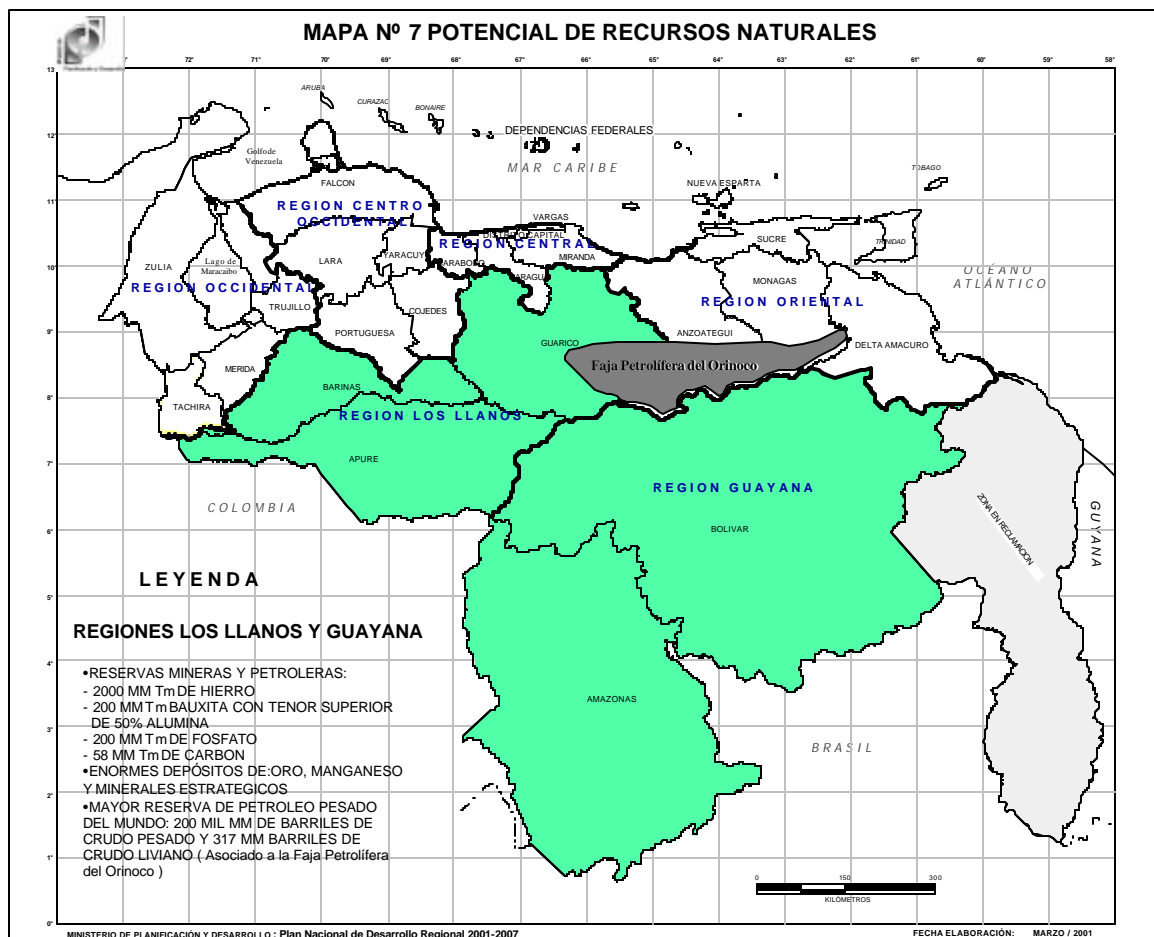 MAPA Nº 7 POTENCIAL DE RECURSOS NATURALES
72° 71° 70° 69° 68° 67° 66° 65° 64° 63° 62° 61° 60° 59° 58°
13
12°
11°
10°
9°
8°
7°
6°
5°
4°
3°
2°
1°
0°
ARUBA
CURAZAC
BONAIRE
DEPENDENCIAS FEDERALES
MAR CARIBE
Golfo de
Venezuela
TOBAGO
FALCON
NUEVA ESPARTA
REGION CENTRO
OCCIDENTAL
VARGAS
DISTRITO CAPITAL
REGION CENTRAL
SUCRE
TRINIDAD
MIRANDA
LARA
YARACUY
ZULIA
Lago de
Maracaibo
OCÉANO
ATLÁNTICO
MONAGAS
REGION OCCIDENTAL
REGION ORIENTAL
TRUJILLO
COJEDES
PORTUGUESA
ANZOATEGUI
GUARICO
DELTA AMACURO
Faja Petrolífera del Orinoco
MERIDA
BARINAS
TACHIRA
REGION LOS LLANOS
APURE
REGION GUAYANA
COLOMBIA
BOLIVAR
ZONA EN RECLAMACION
GUYANA
AMAZONAS
BRASIL
LEYENDA
REGIONES LOS LLANOS Y GUAYANA
•RESERVAS MINERAS Y PETROLERAS:
- 2000 MM Tm DE HIERRO
- 200 MM Tm BAUXITA CON TENOR SUPERIOR
DE 50% ALUMINA
- 200 MM Tm DE FOSFATO
- 58 MM Tm DE CARBON
•ENORMES DEPÓSITOS DE:ORO, MANGANESO
Y MINERALES ESTRATEGICOS
•MAYOR RESERVA DE PETROLEO PESADO
DEL MUNDO: 200 MIL MM DE BARRILES DE
CRUDO PESADO Y 317 MM BARRILES DE
CRUDO LIVIANO ( Asociado a la Faja Petrolífera
del Orinoco )
0 150 300
KILÓMETROS
MINISTERIO DE PLANIFICACIÓN Y DESARROLLO : Plan Nacional de Desarrollo Regional 2001-2007
FECHA ELABORACIÓN: MARZO / 2001